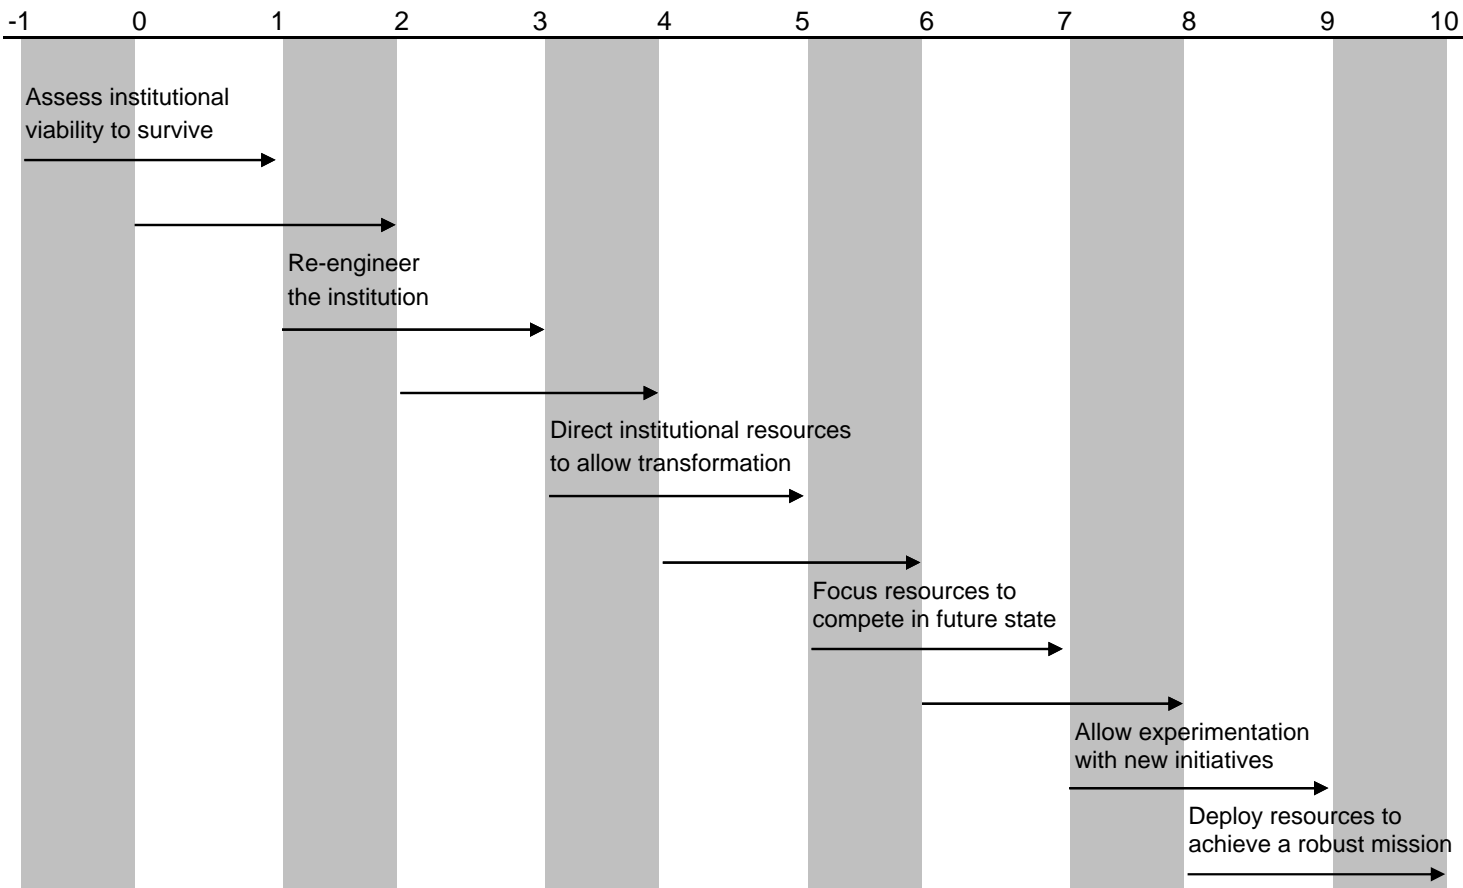 -1 0 1 2 3 4 5 6 7 8 9 10
Assess institutional
viability to survive
Re-engineer
the institution
Direct institutional resources
to allow transformation
Focus resources to
compete in future state
Allow experimentation
with new initiatives
Deploy resources to
achieve a robust mission